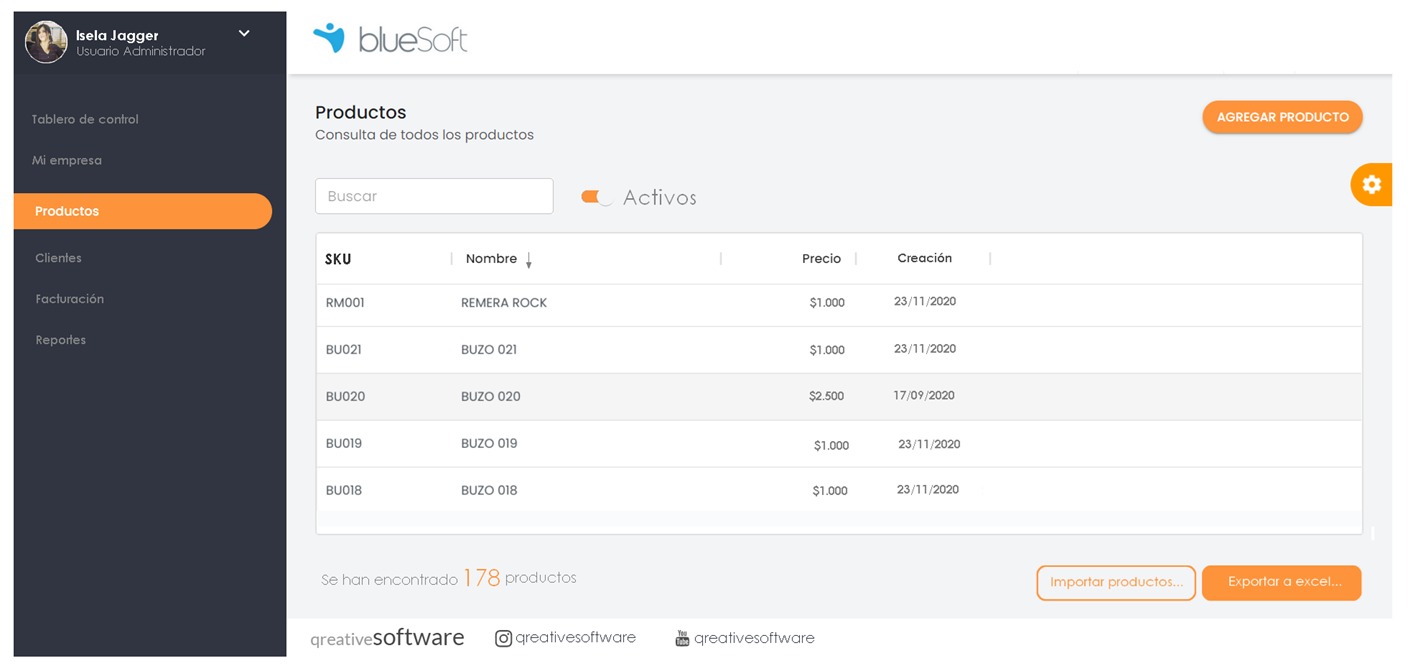 Isela Jagger
Usuario Administrador
blueSoft
Tablero de control
Mi empresa
Productos
Clientes
Facturación
Reportes
Productos
Consulta de todos los productos
AGREGAR PRODUCTO
Buscar
Activos
SKU Nombre Precio Creación
RM001 REMERA ROCK $1.000 23/11/2020
BU021 BUZO 021 $1.000 23/11/2020
BU020 BUZO 020 $2.500 17/09/2020
BU019 BUZO 019 $1.000 23/11/2020
BU018 BUZO 018 $1.000 23/11/2020
Se han encontrado 178 productos
Importar productos...
Exportar a excel...
qreativesoftware
qreativesoftware
You Tube qreativesoftware